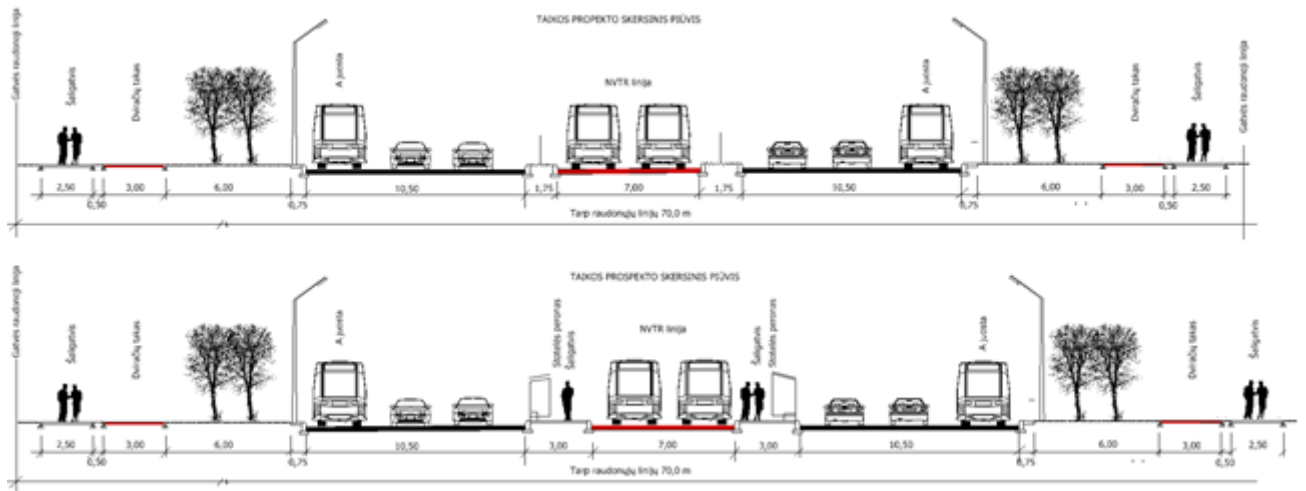 TAIKOS PROPEKTO SKERSINIS PJŪVIS
Gatvės raudonoji linija
Šaligatvis
Dviračių takas
A juosta
NVTR linija
A juosta
Dviračių takas
Šaligatvis
Gatvės raudonoji linija
2,50
3,00
6,00
10,50
1,75
7,00
1,75
10,50
6,00
3,00
2,50
0,50
0,75
0,75
0,50
Tarp raudonųjų linijų 70,0 m
TAIKOS PROSPEKTO SKERSINIS PJŪVIS
Gatvės raudonoji linija
Šaligatvis
Dviračių takas
A juosta
Stotelės peronas
Šaligatvis
NVTR linija
Šaligatvis
Stotelės peronas
A juosta
Dviračių takas
Šaligatvis
2,50
3,00
6,00
10,50
3,00
7,00
3,00
10,50
6,00
3,00
2,50
0,50
0,75
0,75
0,50
Tarp raudonųjų linijų 70,0 m